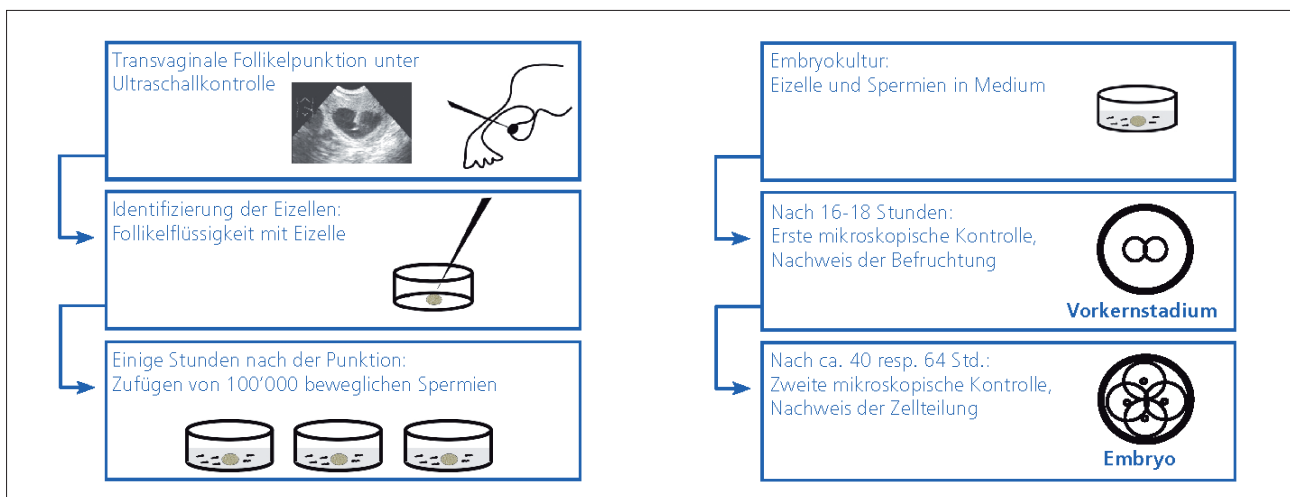 Transvaginale Follikelpunktion unter
Ultraschallkontrolle
Identifizierung der Eizellen:
Follikelflüssigkeit mit Eizelle
Einige Stunden nach der Punktion:
Zufügen von 100’000 beweglichen Spermien
Embryokultur:
Eizelle und Spermien in Medium
Nach 16-18 Stunden:
Erste mikroskopische Kontrolle,
Nachweis der Befruchtung
Vorkernstadium
Nach ca. 40 resp. 64 Std.:
Zweite mikroskopische Kontrolle,
Nachweis der Zellteilung
Embryo